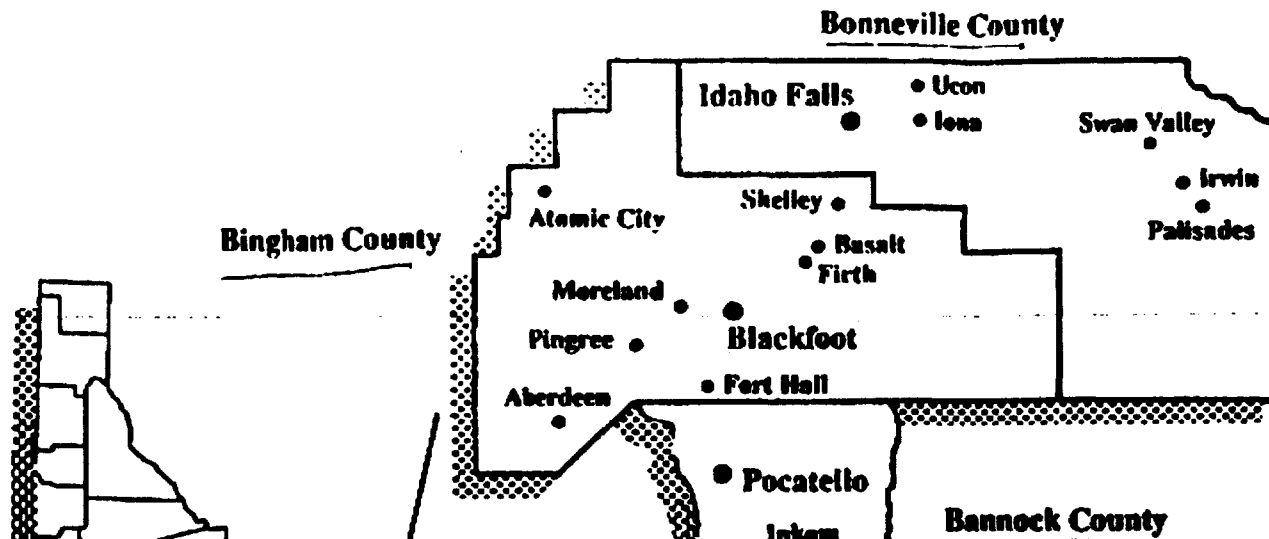 Bonneville County
Idaho Falls
Ucon
Iona
Swan Valley
Irwin
Palisades
Shelley
Atomic City
Bingham County
Basalt
Firth
Moreland
Pingree
Blackfoot
Fort Hall
Aberdeen
Pocatello
Inkom
Bannock County